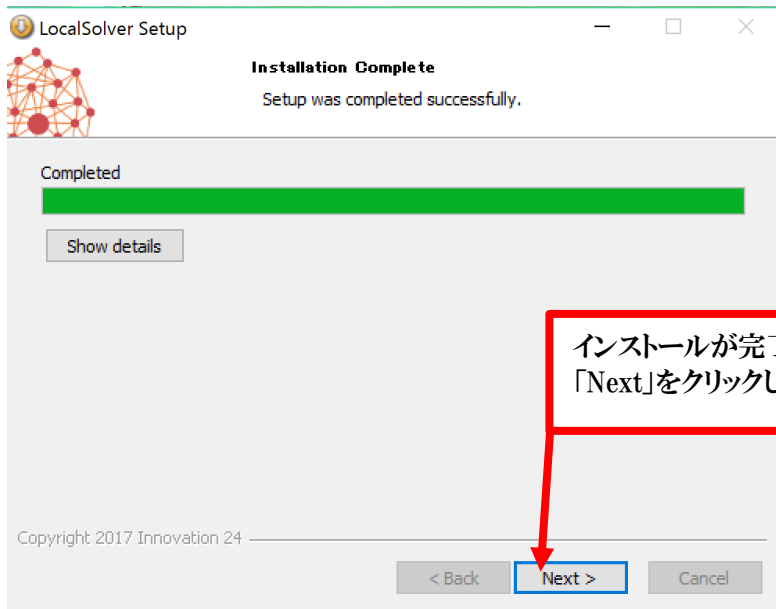 LocalSolver Setup
Installation Complete
Setup was completed successfully.
Completed
Show details
インストールが完了
「Next」をクリックし
Copyright 2017 Innovation 24
< Back
Next >
Cancel